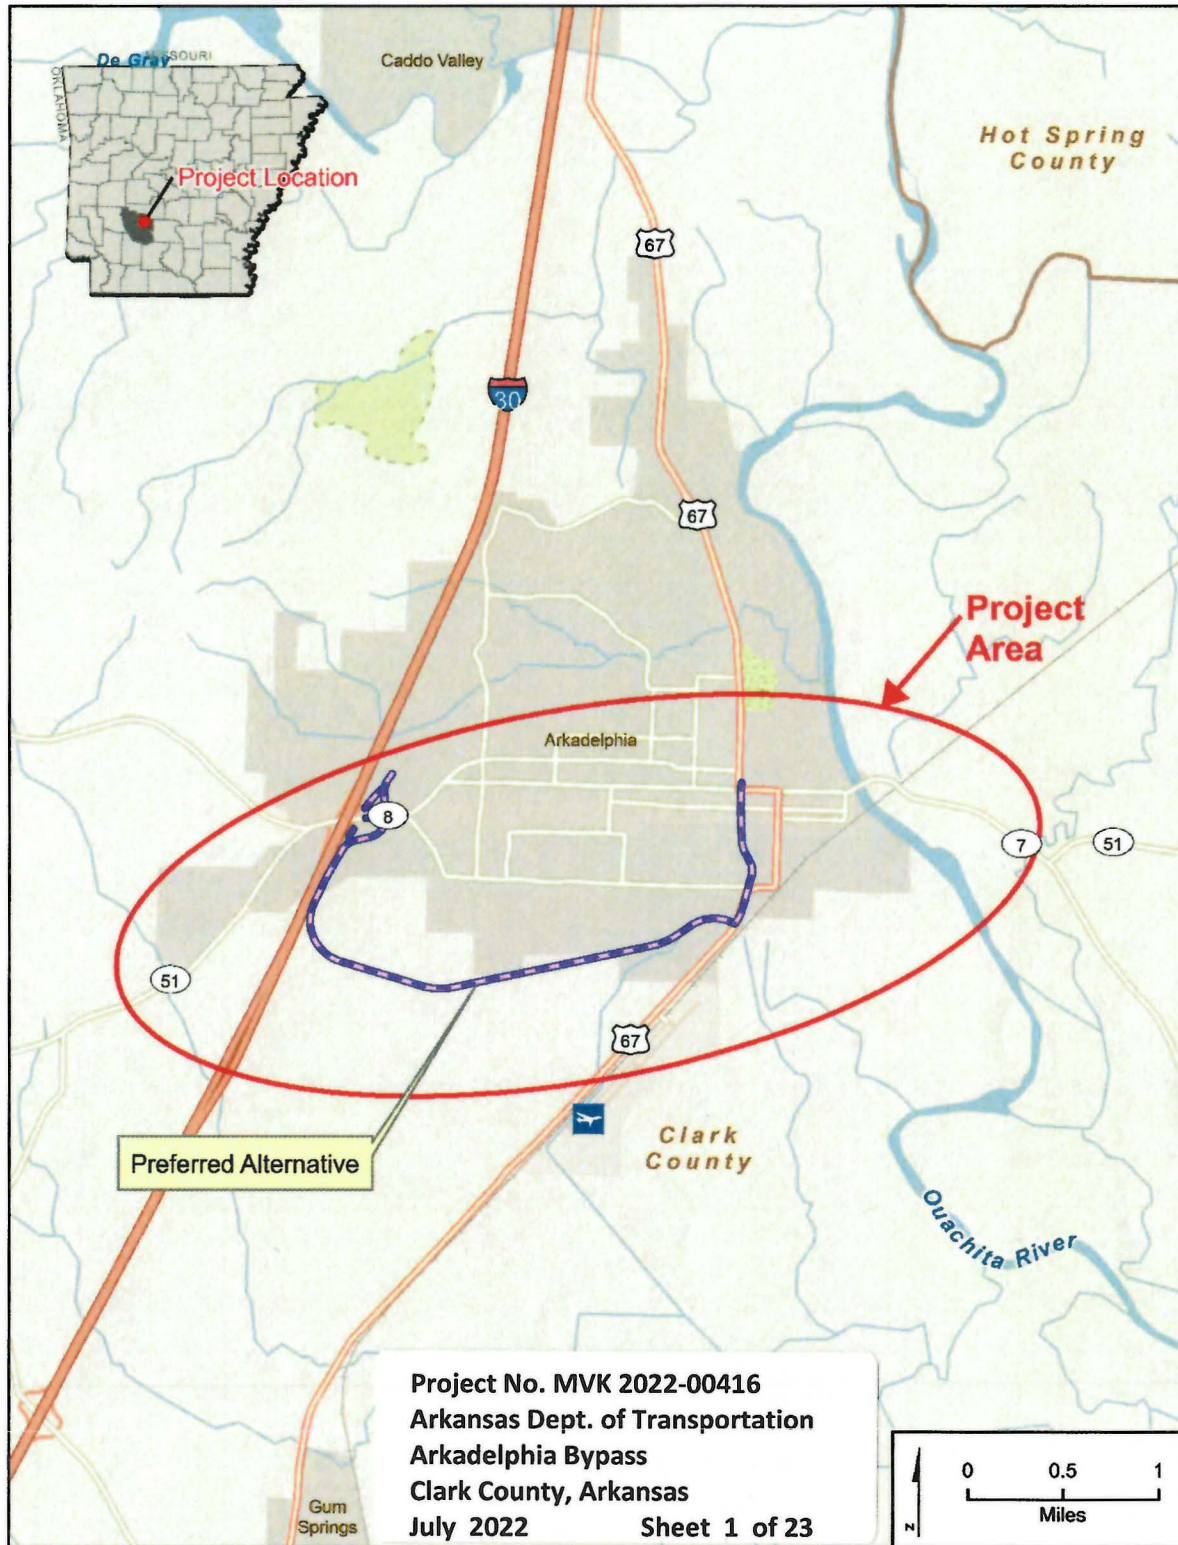 De Gray
MISSOURI
OKLAHOMA
Project Location
Caddo Valley
Hot Spring
County
67
30
67
Project
Area
Arkadelphia
8
7
51
51
67
Preferred Alternative
Clark
County
Ouachita River
Gum
Springs
Project No. MVK 2022-00416
Arkansas Dept. of Transportation
Arkadelphia Bypass
Clark County, Arkansas
July 2022 Sheet 1 of 23
N
0 0.5 1
Miles